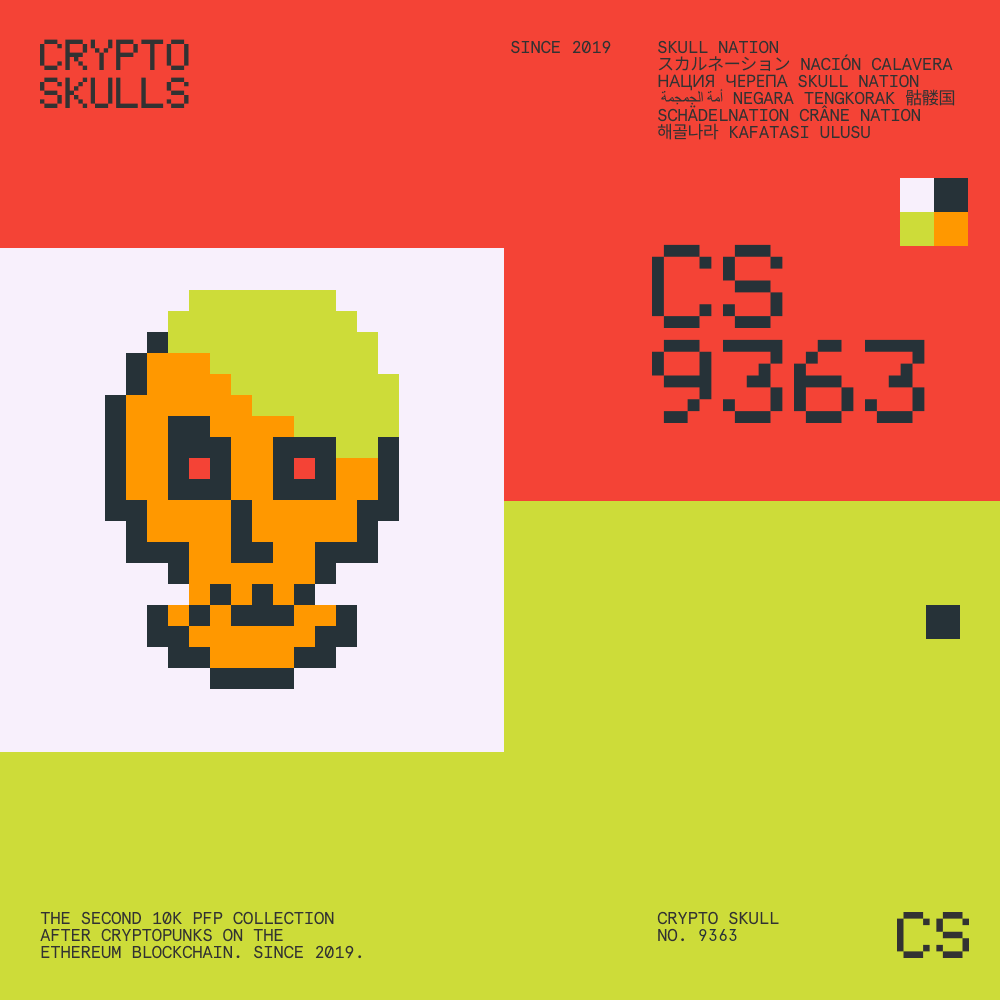 CRYPTO
SKULLS
SINCE 2019
SKULL NATION
スカルネーション NACIÓN CALAVERA
НАЦИЯ ЧЕРЕПА SKULL NATION
أمة الجمجمة NEGARA TENGKORAK 骷髅国
SCHÄDELNATION CRÂNE NATION
해골나라 KAFATASI ULUSU
CS
9363
THE SECOND 10K PFP COLLECTION
AFTER CRYPTOPUNKS ON THE
ETHEREUM BLOCKCHAIN. SINCE 2019.
CRYPTO SKULL
NO. 9363
CS